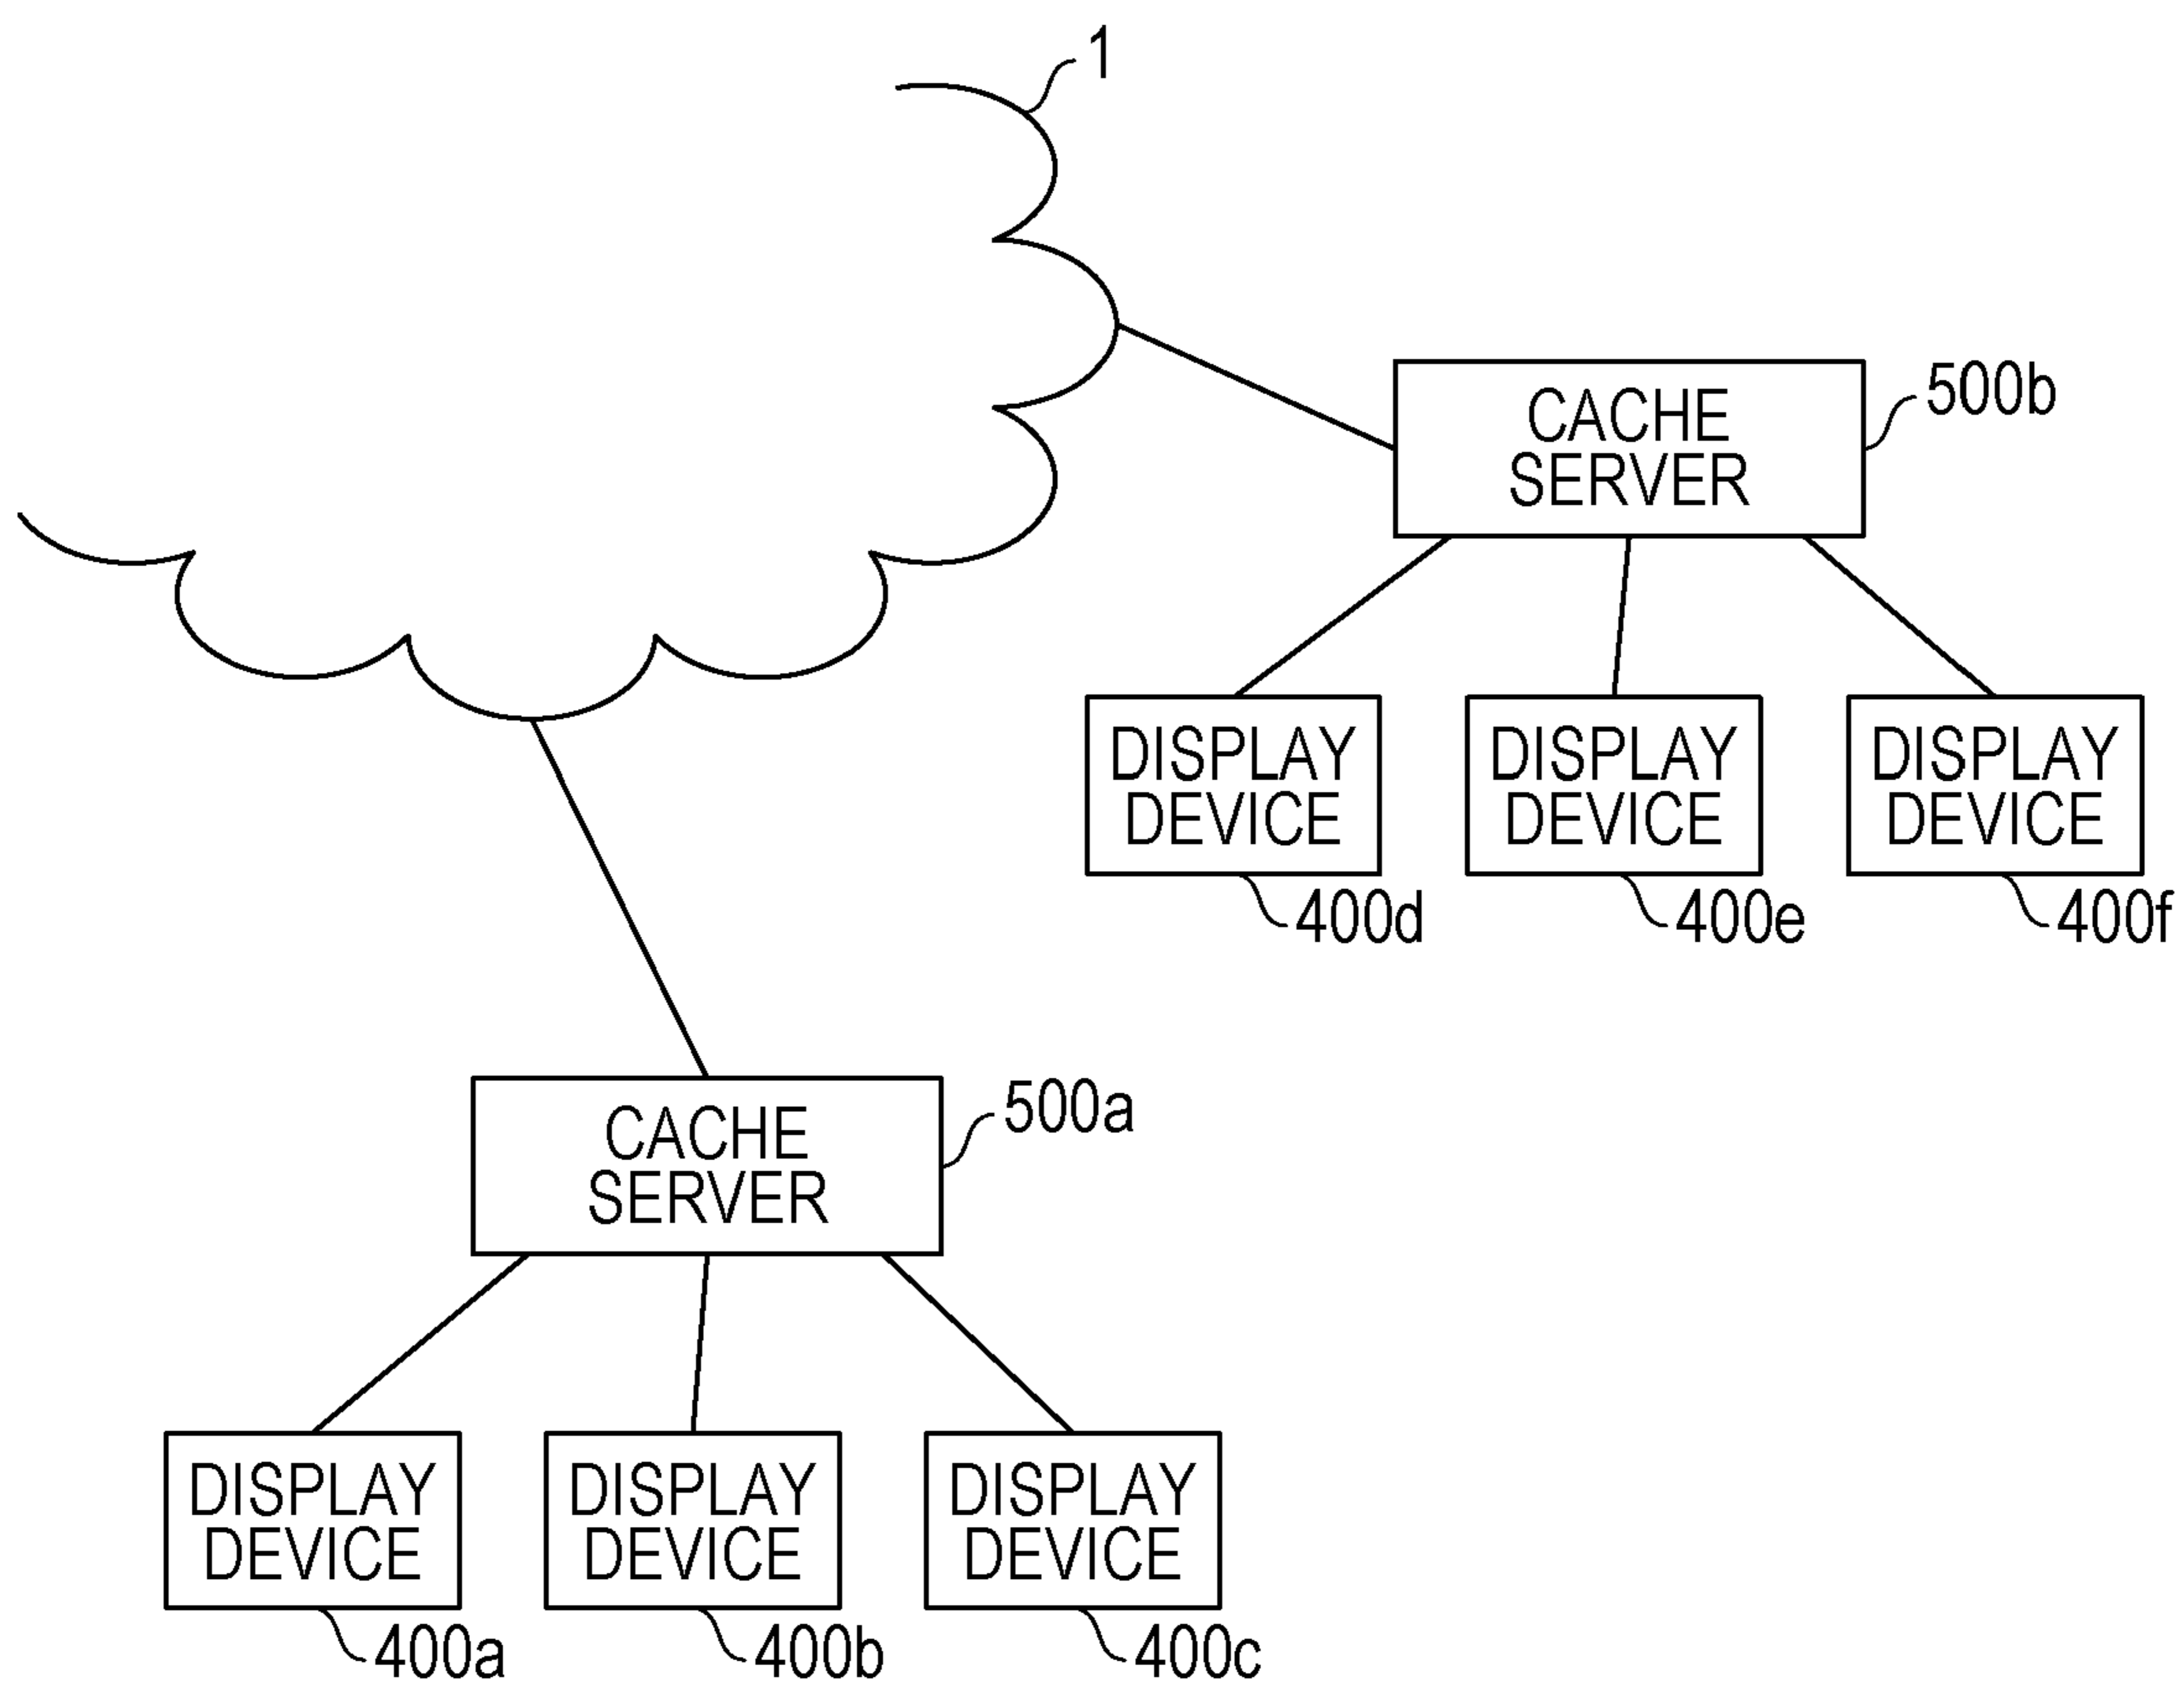 1
CACHE
SERVER
500b
DISPLAY
DEVICE
400d
DISPLAY
DEVICE
400e
DISPLAY
DEVICE
400f
CACHE
SERVER
500a
DISPLAY
DEVICE
400a
DISPLAY
DEVICE
400b
DISPLAY
DEVICE
400c